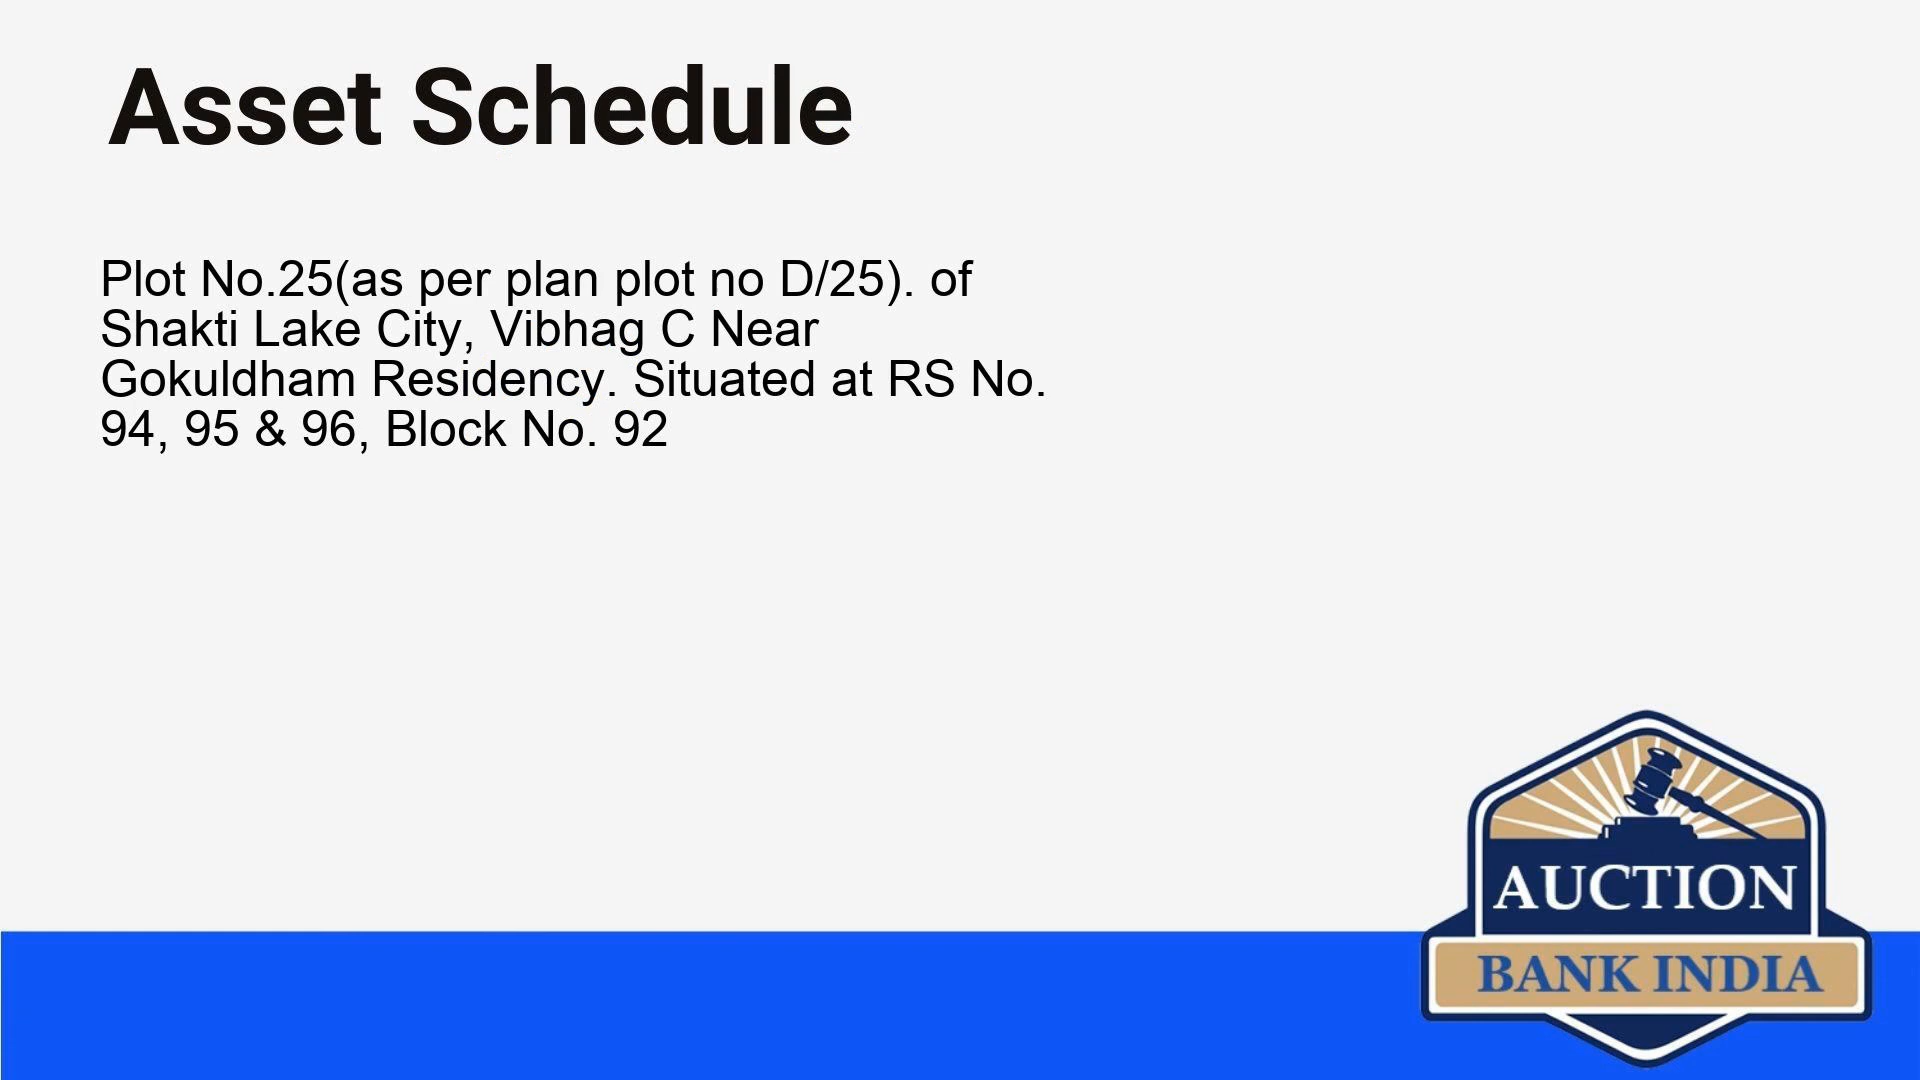 Asset Schedule
Plot No.25(as per plan plot no D/25). of
Shakti Lake City, Vibhag C Near
Gokuldham Residency. Situated at RS No.
94, 95 & 96, Block No. 92
AUCTION
BANK INDIA